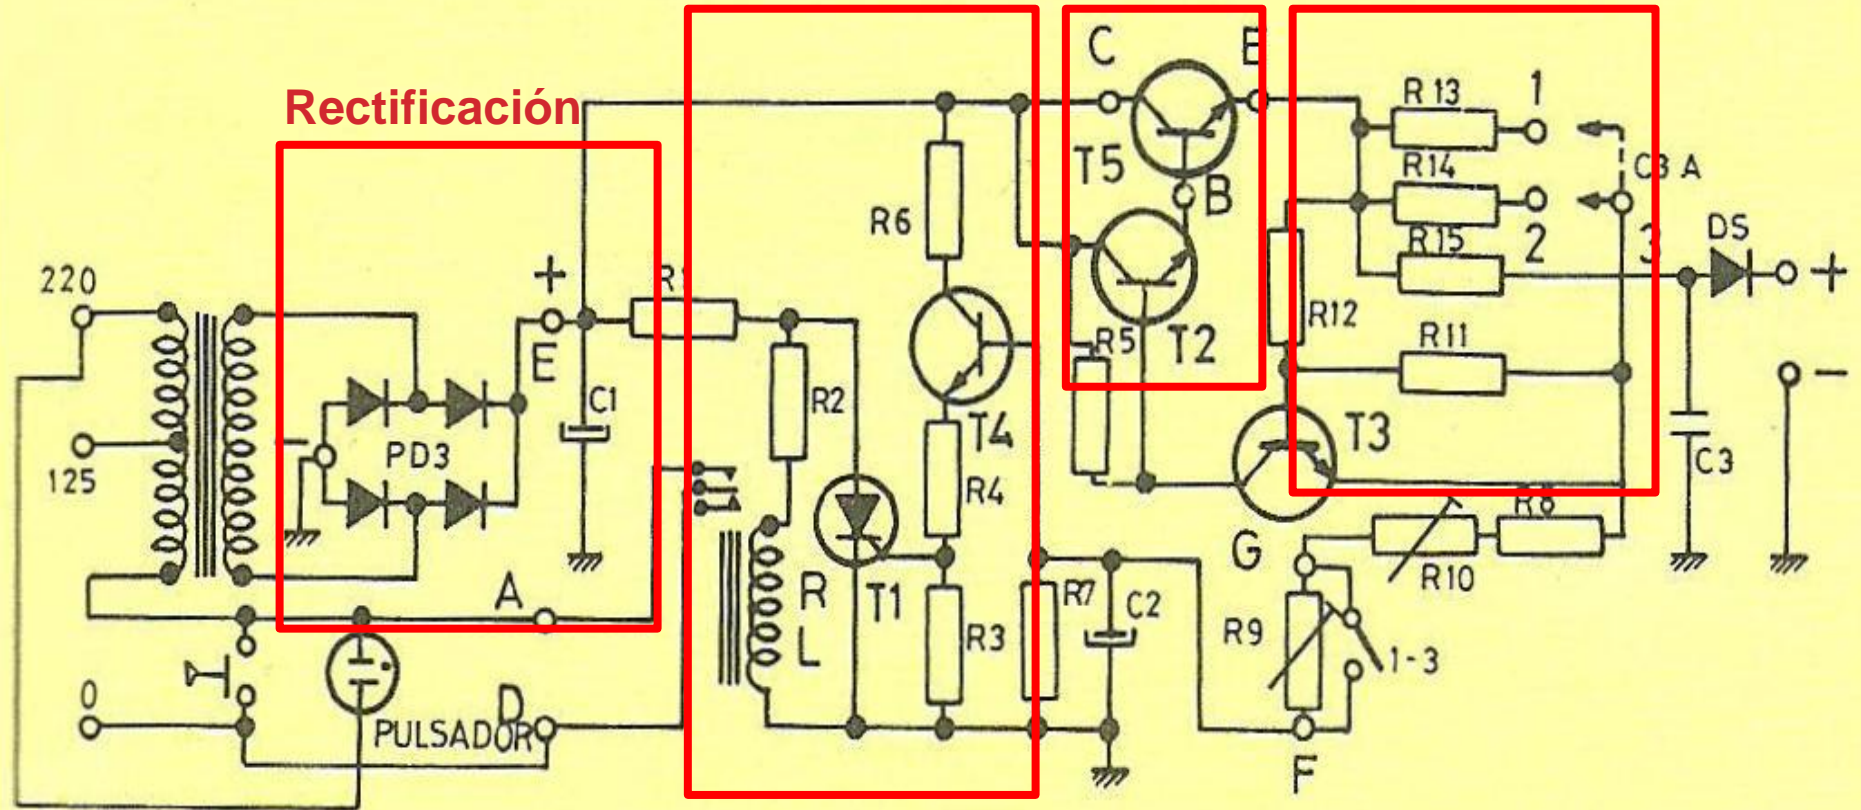 Rectificación
C
E
R13
1
T5
C3 A
R14
B
R6
R15
2
3
DS
+
+
220
R1
R12
E
R5
T2
R11
−
C1
R2
T4
T3
−
PD3
125
C3
R4
R8
G
R10
A
R
L
T1
R7
C2
R3
R9
1-3
0
D
PULSADOR
F